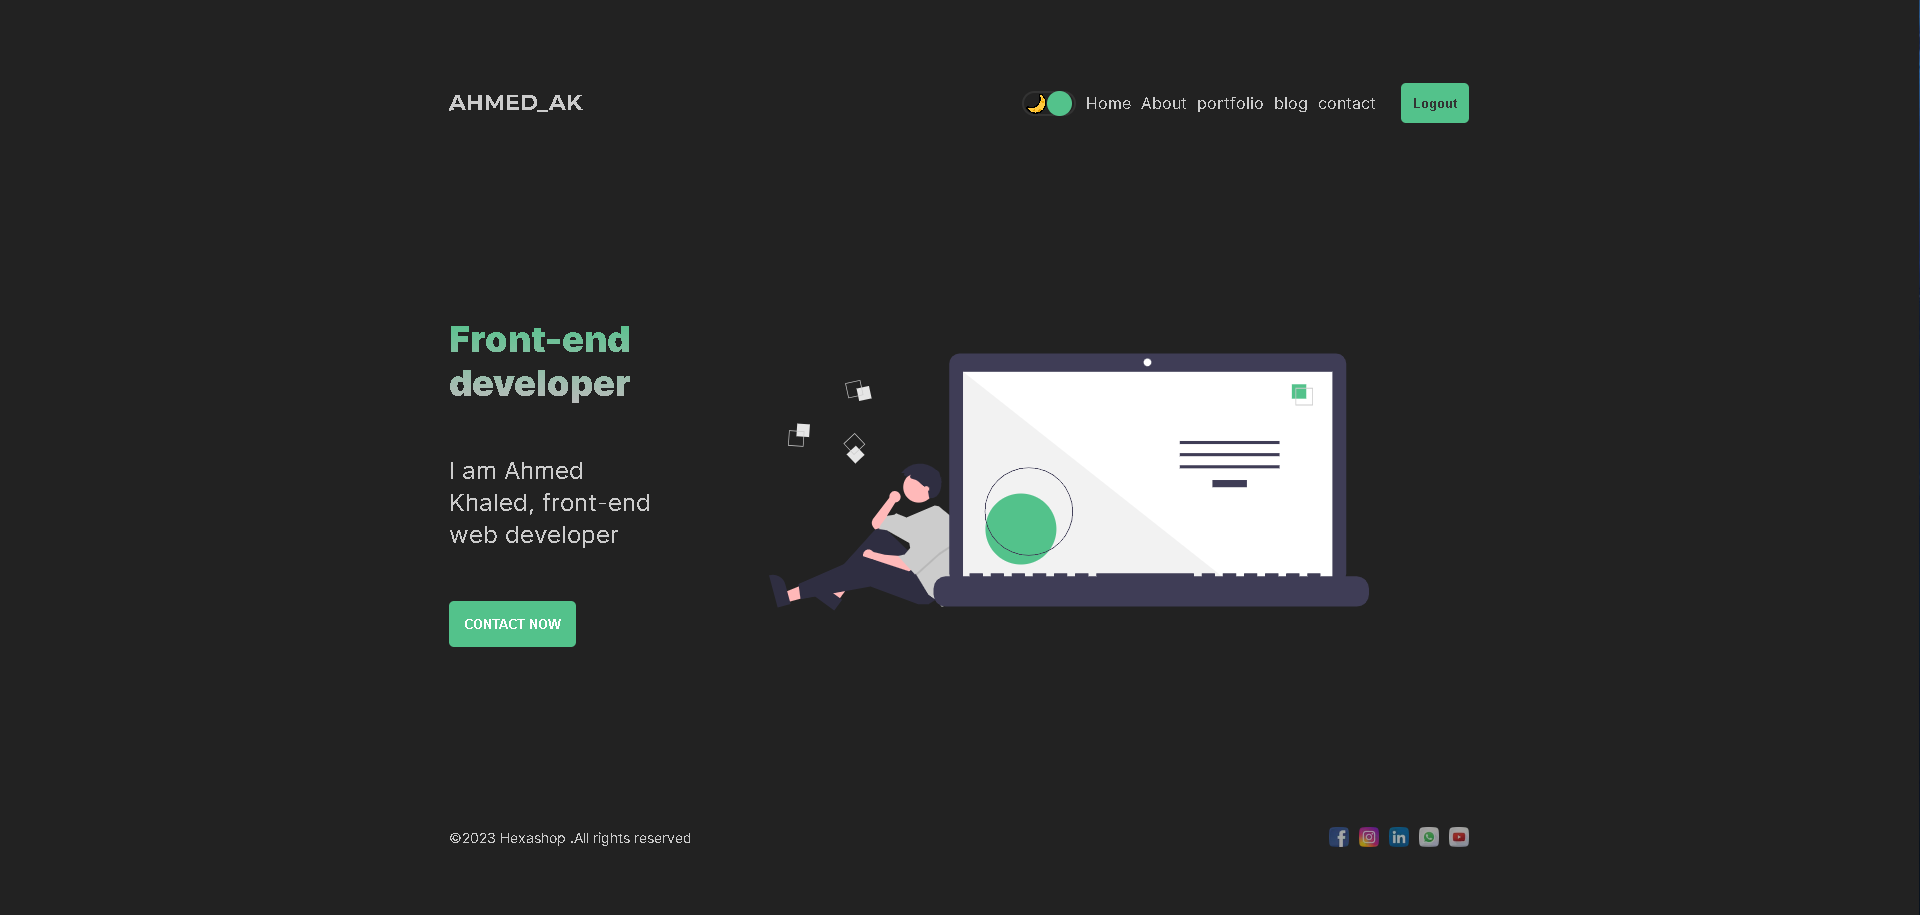 AHMED_AK
Home About portfolio blog contact Logout
Front-end
developer
I am Ahmed
Khaled, front-end
web developer
CONTACT NOW
©2023 Hexashop .All rights reserved